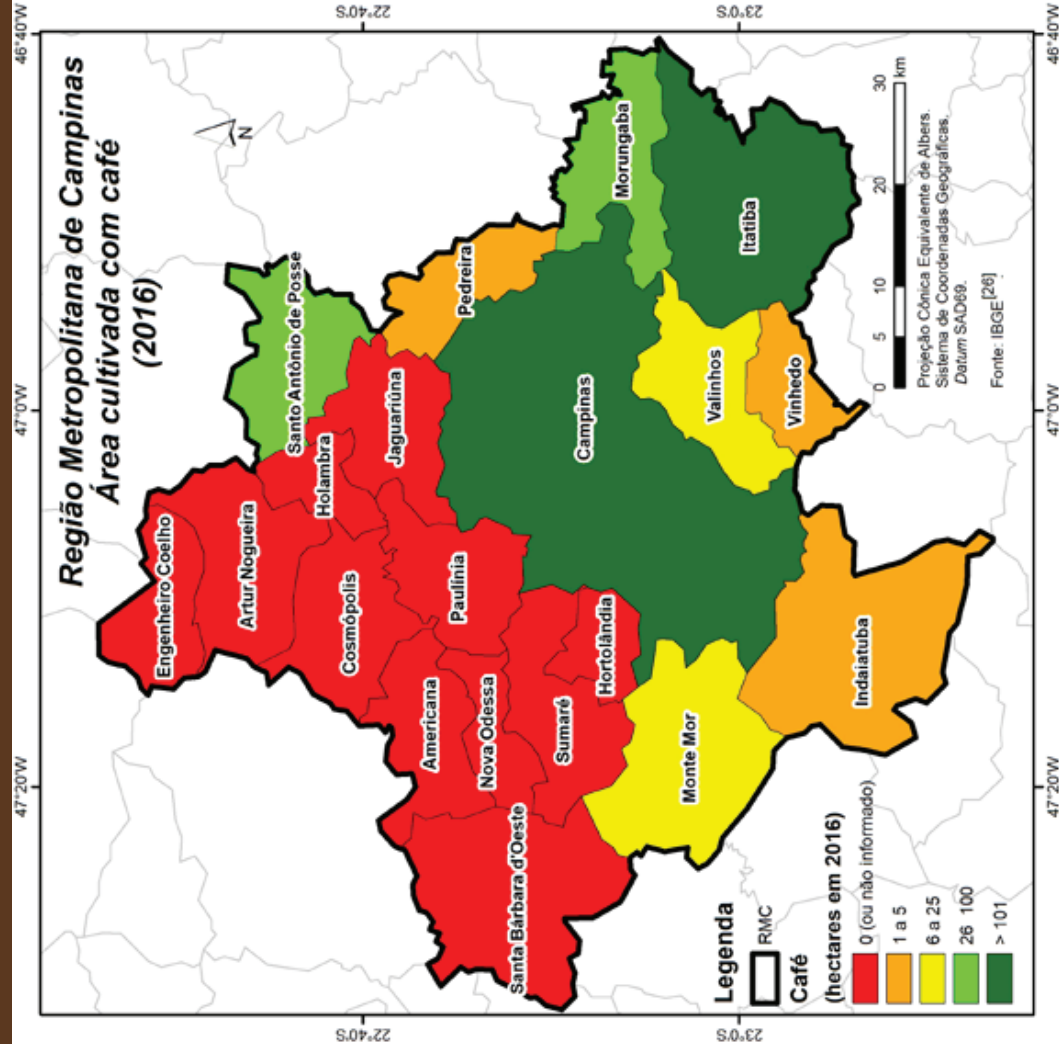 Região Metropolitana de Campinas
Área cultivada com café
(2016)
46°40'W
47°0'W
47°20'W
22°40'S
23°0'S
N
Engenheiro Coelho
Artur Nogueira
Santo Antônio de Posse
Holambra
Cosmópolis
Jaguariúna
Pedreira
Paulínia
Americana
Nova Odessa
Santa Bárbara d'Oeste
Sumaré
Hortolândia
Campinas
Morungaba
Monte Mor
Valinhos
Itatiba
Vinhedo
Indaiatuba
Legenda
RMC
Café
(hectares em 2016)
0 (ou não informado)
1 a 5
6 a 25
26 100
> 101
0 5 10 20 30
km
Projeção Cônica Equivalente de Albers.
Sistema de Coordenadas Geográficas.
Datum SAD69.
Fonte: IBGE[26].
46°40'W
47°0'W
47°20'W
22°40'S
23°0'S